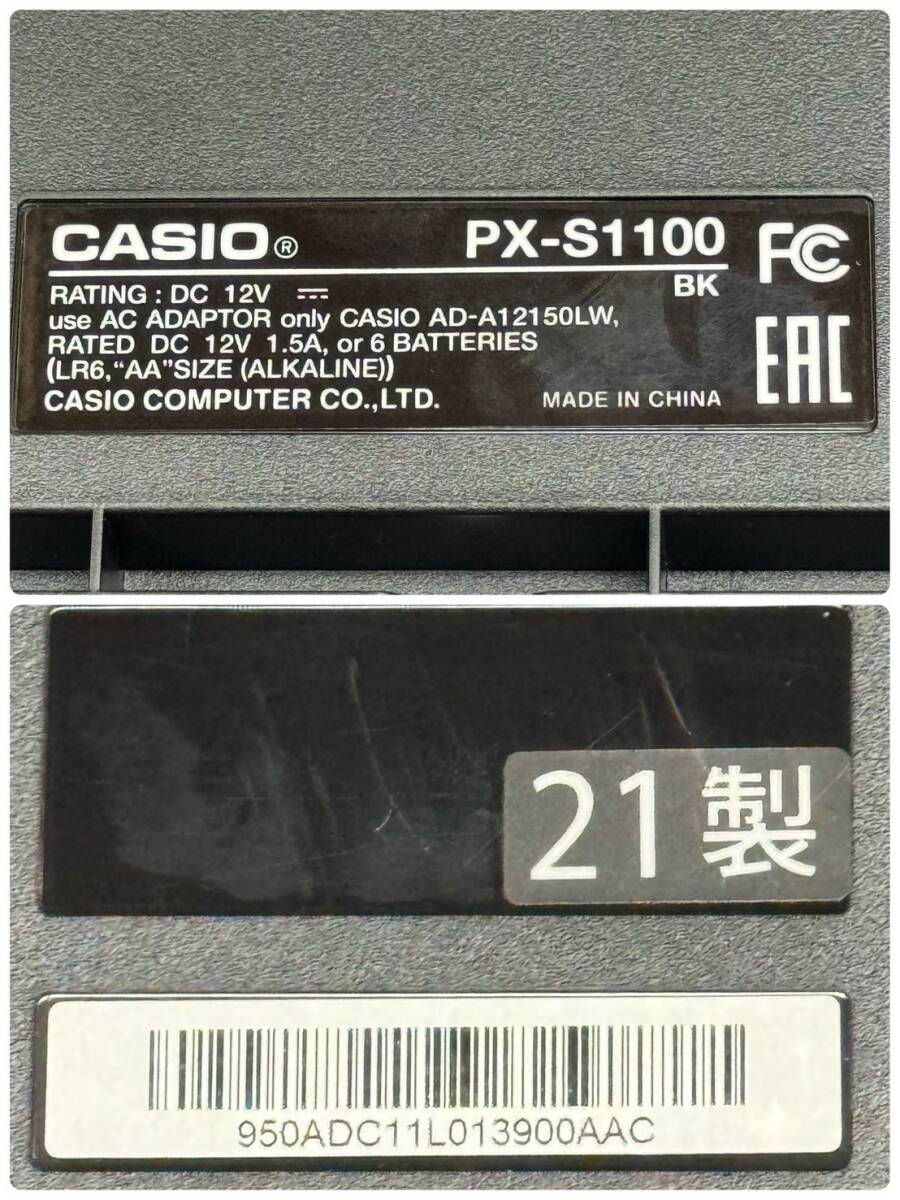 CASIO® PX-S1100
BK
FC
EAC
RATING : DC 12V ⎓
use AC ADAPTOR only CASIO AD-A12150LW,
RATED DC 12V 1.5A, or 6 BATTERIES
(LR6,“AA”SIZE (ALKALINE))
CASIO COMPUTER CO.,LTD. MADE IN CHINA
21製
950ADC11L013900AAC